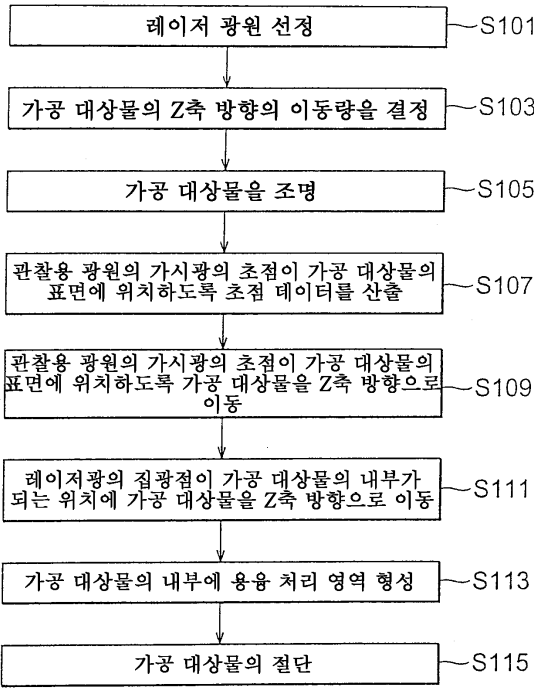 레이저 광원 선정
S101
가공 대상물의 Z축 방향의 이동량을 결정
S103
가공 대상물을 조명
S105
관찰용 광원의 가시광의 초점이 가공 대상물의
표면에 위치하도록 초점 데이터를 산출
S107
관찰용 광원의 가시광의 초점이 가공 대상물의
표면에 위치하도록 가공 대상물을 Z축 방향으로
이동
S109
레이저광의 집광점이 가공 대상물의 내부가
되는 위치에 가공 대상물을 Z축 방향으로 이동
S111
가공 대상물의 내부에 용융 처리 영역 형성
S113
가공 대상물의 절단
S115